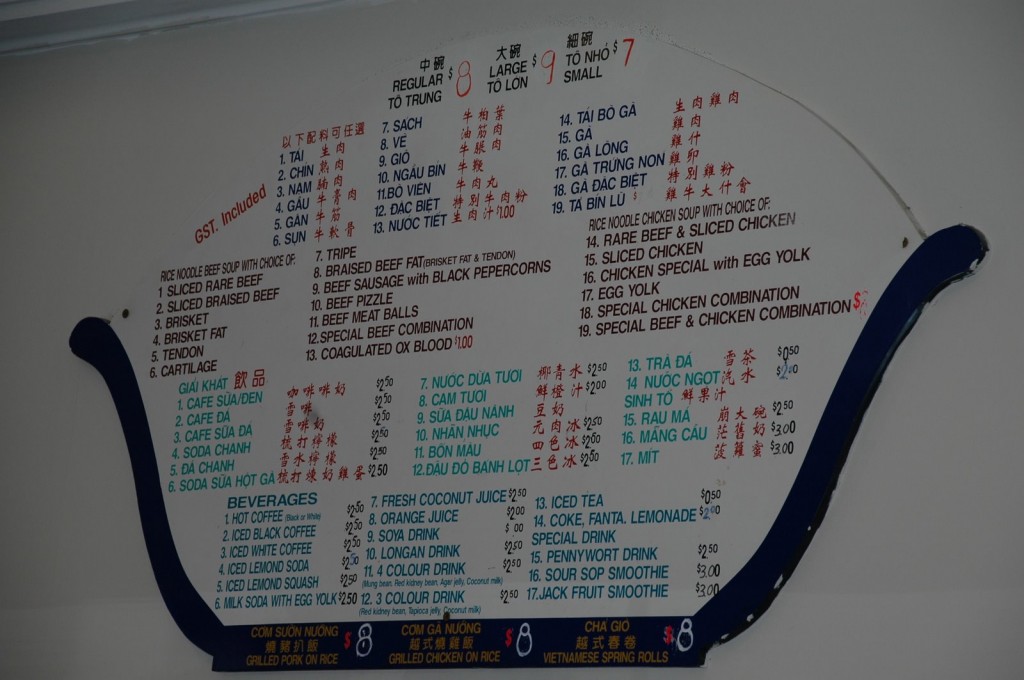 中碗 大碗 細碗
REGULAR $8 LARGE $9 TÔ NHỎ $7
TÔ TRUNG TÔ LON SMALL
GST. Included
以下配料可任選
1. TÁI 生肉
2. CHIN 熟肉
3. NAM 腩肉
4. GÂU 牛膏肉
5. GÂN 牛筋
6. SỤN 牛軟骨
7. SACH 牛柏葉
8. VE 油筋肉
9. GIÒ 牛脹肉
10. NGẦU BÍN 牛鞭
11.BÒ VIÊN 牛肉丸
12. ĐẶC BIỆT 特別牛肉粉
13. NƯỚC TIẾT 生肉汁 $1.00
14. TÁI BÒ GÀ 生肉雞肉
15. GÀ 雞肉
16. GÀ LÒNG 雞什
17. GÀ TRỨNG NON 雞卵
18. GÀ ĐẶC BIỆT 特別雞粉
19. TẢ BÍN LÙ 雞牛大什會 $
RICE NOODLE BEEF SOUP WITH CHOICE OF:
1 SLICED RARE BEEF
2. SLICED BRAISED BEEF
3. BRISKET
4. BRISKET FAT
5. TENDON
6. CARTILAGE
7. TRIPE
8. BRAISED BEEF FAT (BRISKET FAT & TENDON)
9. BEEF SAUSAGE with BLACK PEPERCORNS
10. BEEF PIZZLE
11. BEEF MEAT BALLS
12.SPECIAL BEEF COMBINATION
13. COAGULATED OX BLOOD $1.00
RICE NOODLE CHICKEN SOUP WITH CHOICE OF:
14. RARE BEEF & SLICED CHICKEN
15. SLICED CHICKEN
16. CHICKEN SPECIAL with EGG YOLK
17. EGG YOLK
18. SPECIAL CHICKEN COMBINATION
19. SPECIAL BEEF & CHICKEN COMBINATION $
GIẢI KHÁT 飲品
1. CAFE SỮA/ĐEN 咖啡啡奶 $2.50
2. CAFE ĐÁ 雪啡 $2.50
3. CAFE SỮA ĐÁ 雪啡奶 $2.50
4. SODA CHANH 梳打檸檬 $2.50
5. ĐÁ CHANH 雪水檸檬 $2.50
6. SODA SỮA HỘT GÀ 梳打煉奶雞蛋 $2.50
7. NƯỚC DỪA TƯƠI 椰青水 $2.50
8. CAM TƯƠI 鮮橙汁 $2.00
9. SỮA ĐẬU NÀNH 豆奶
10. NHÃN NHỤC 元肉冰 $2.50
11. BỐN MÀU 四色冰 $2.50
12. ĐẬU ĐỎ BÁNH LỌT 三色冰 $2.50
13. TRÀ ĐÁ 雪茶 $0.50
14 NƯỚC NGỌT 汽水 $2.00
SINH TỐ 鮮果汁
15. RAU MÁ 崩大碗 $2.50
16. MÃNG CẦU 茫舊奶 $3.00
17. MÍT 菠蘿蜜 $3.00
BEVERAGES
1. HOT COFFEE (Black or White) $2.50
2. ICED BLACK COFFEE $2.50
3. ICED WHITE COFFEE $2.50
4. ICED LEMOND SODA $2.50
5. ICED LEMOND SQUASH $2.50
6. MILK SODA WITH EGG YOLK $2.50
7. FRESH COCONUT JUICE $2.50
8. ORANGE JUICE $2.00
9. SOYA DRINK $ 00
10. LONGAN DRINK $2.50
11. 4 COLOUR DRINK $2.50
(Mung bean, Red kidney bean, Agar jelly, Coconut milk)
12. 3 COLOUR DRINK $2.50
(Red kidney bean, Tapioca jelly, Coconut milk)
13. ICED TEA $0.50
14. COKE, FANTA. LEMONADE $2.00
SPECIAL DRINK
15. PENNYWORT DRINK $2.50
16. SOUR SOP SMOOTHIE $3.00
17.JACK FRUIT SMOOTHIE $3.00
CƠM SƯỜN NƯỚNG
燒豬扒飯 $8
GRILLED PORK ON RICE
CƠM GÀ NƯỚNG
越式燒雞飯 $8
GRILLED CHICKEN ON RICE
CHẢ GIÒ
越式春卷 $8
VIETNAMESE SPRING ROLLS